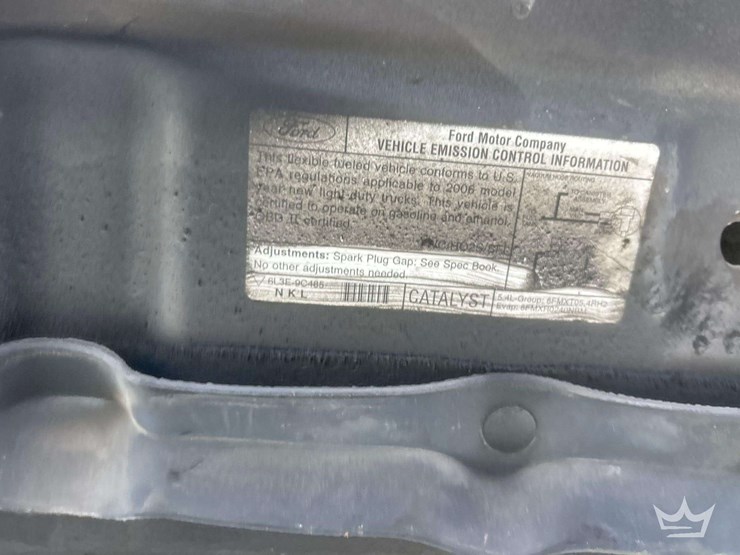 Ford
Ford Motor Company
VEHICLE EMISSION CONTROL INFORMATION
This flexible fueled vehicle conforms to U.S.
EPA regulations applicable to 2006 model
year new light-duty trucks. This vehicle is
certified to operate on gasoline and ethanol.
OBD II certified
Adjustments: Spark Plug Gap: See Spec Book.
No other adjustments needed.
6L3E-9C485-
NKL
CATALYST
5.4L-Group:
Evap: